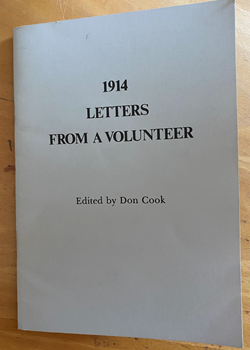 1914
LETTERS
FROM A VOLUNTEER
Edited by Don Cook